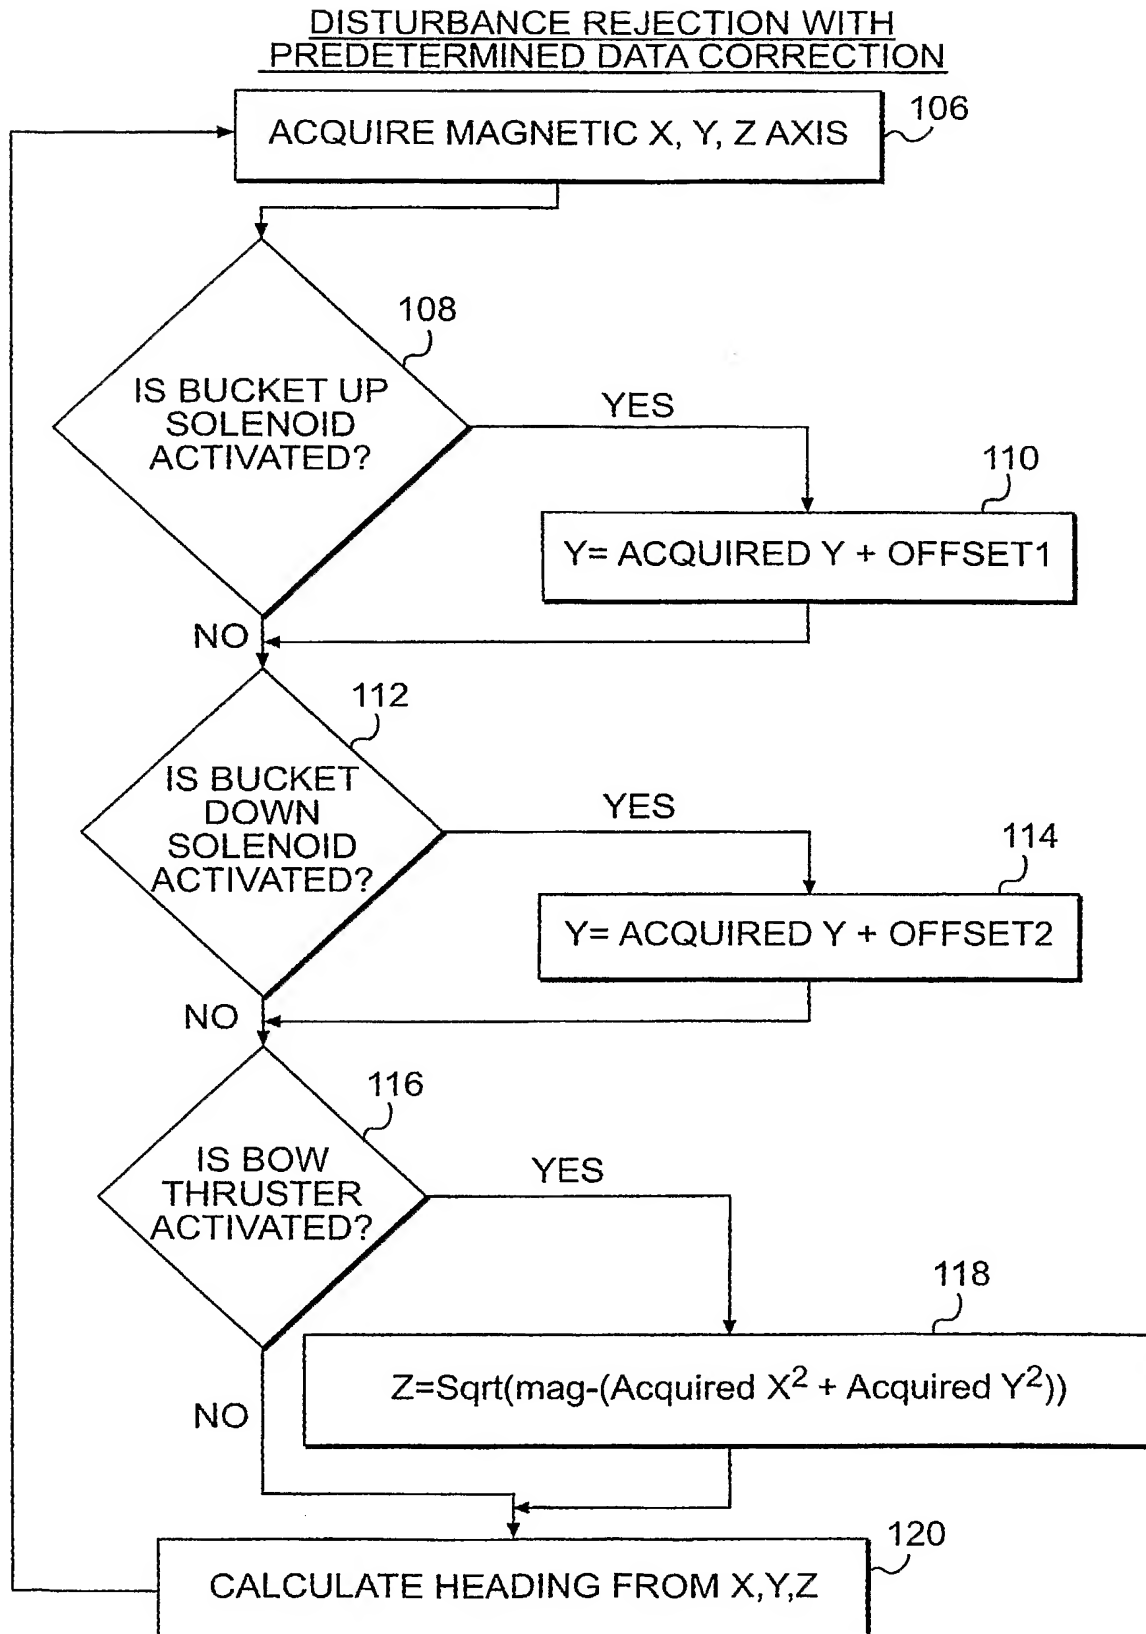 DISTURBANCE REJECTION WITH
PREDETERMINED DATA CORRECTION
106
ACQUIRE MAGNETIC X, Y, Z AXIS
108
IS BUCKET UP
SOLENOID
ACTIVATED?
YES
110
Y= ACQUIRED Y + OFFSET1
NO
112
IS BUCKET
DOWN
SOLENOID
ACTIVATED?
YES
114
Y= ACQUIRED Y + OFFSET2
NO
116
IS BOW
THRUSTER
ACTIVATED?
YES
118
Z=Sqrt(mag-(Acquired X² + Acquired Y²))
NO
120
CALCULATE HEADING FROM X,Y,Z